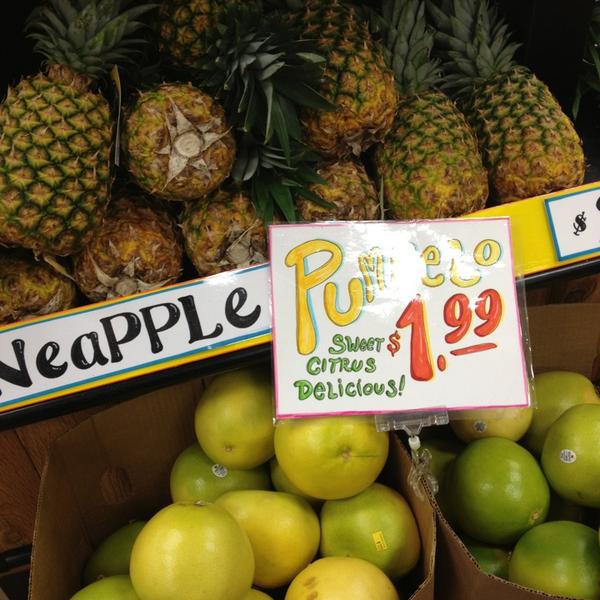 NeaPPLe
$
Pummelo
Sweet
Citrus
Delicious!
$1.99